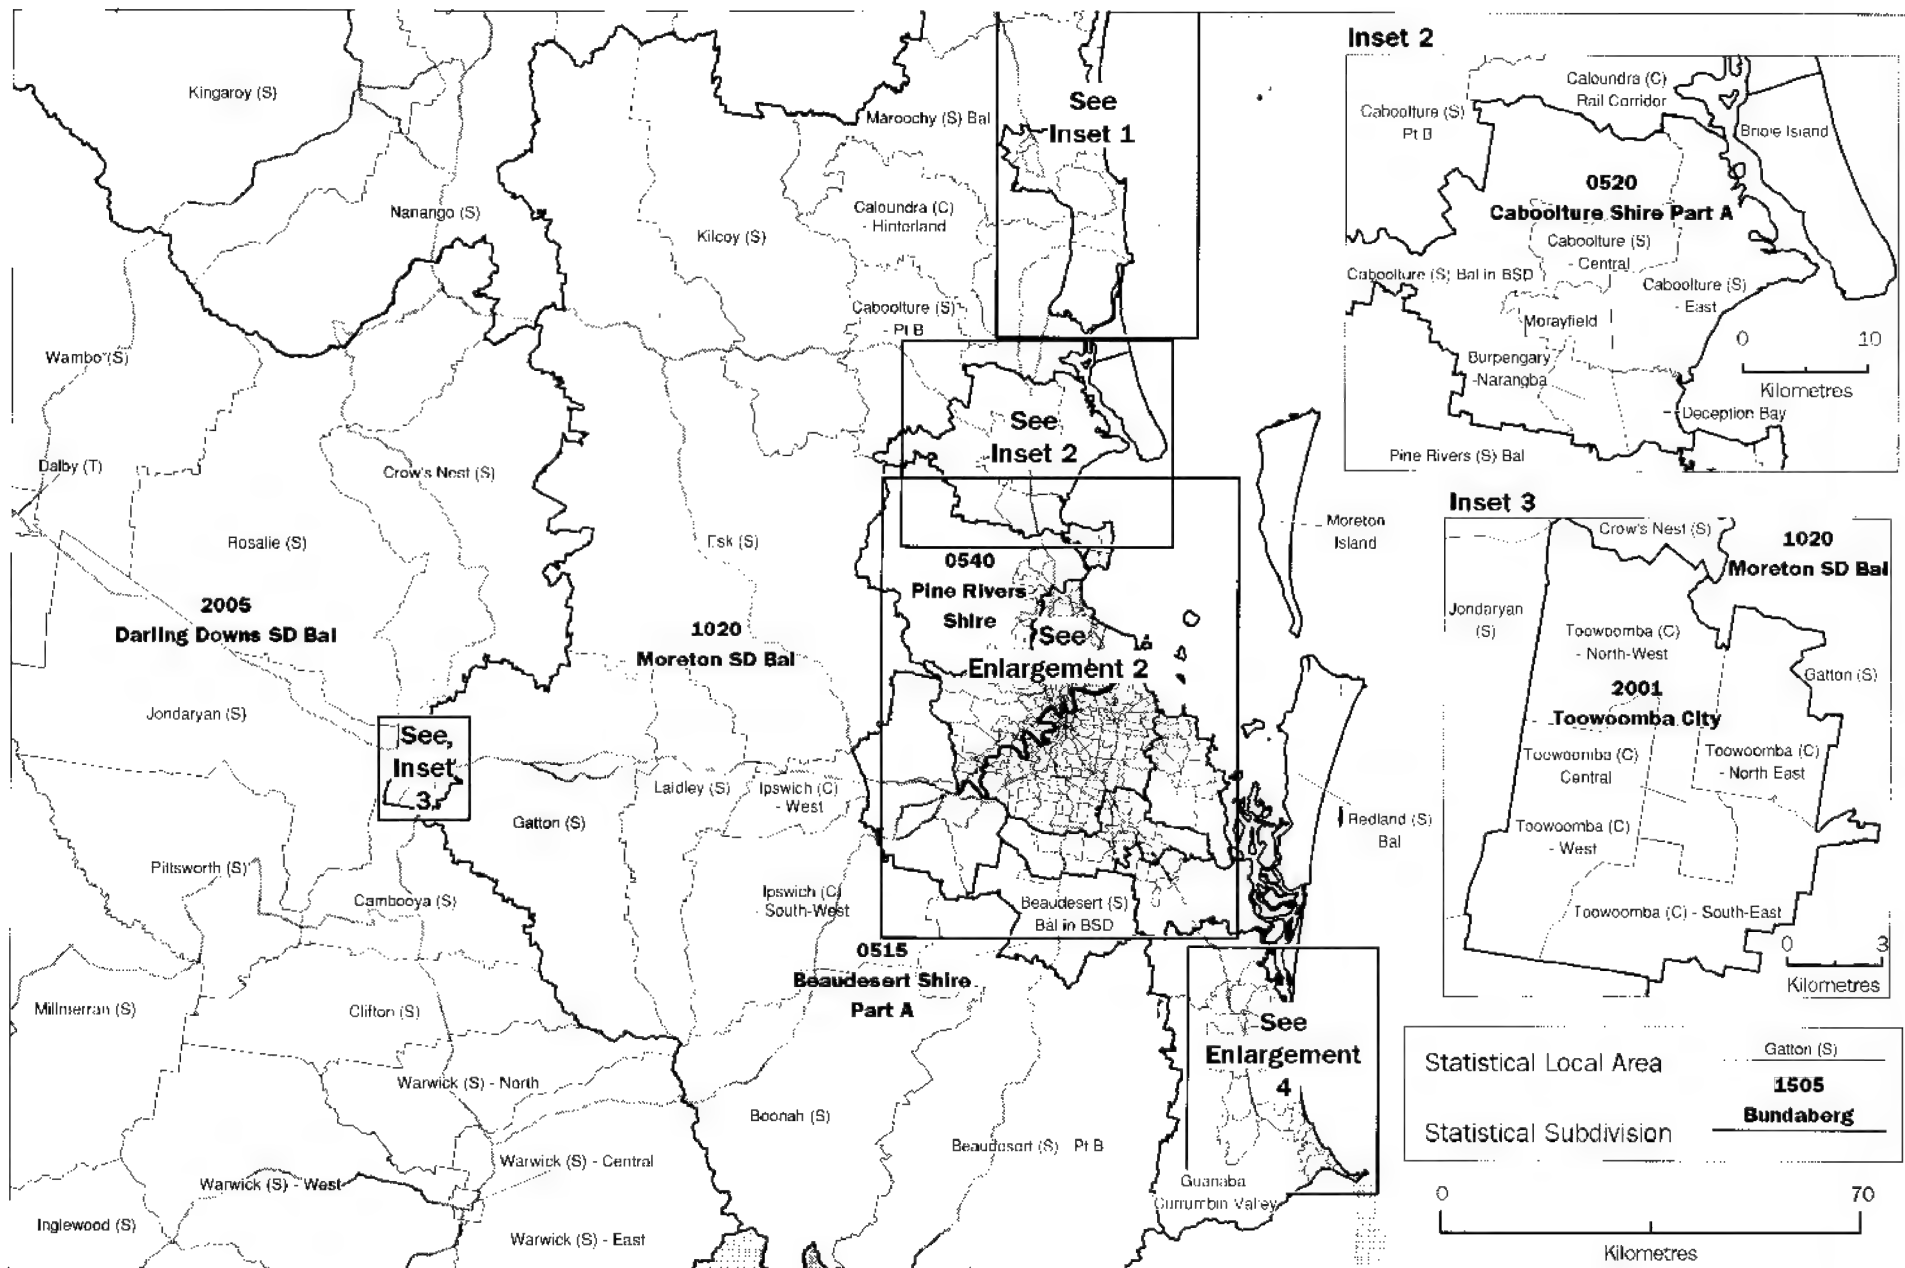 Kingaroy (S)
Nanango (S)
Kilcoy (S)
Maroochy (S) Bal
Caloundra (C)
- Hinterland
Caboolture (S)
- Pt B
See
Inset 1
Wambo (S)
Dalby (T)
Crow's Nest (S)
Rosalie (S)
Esk (S)
2005
Darling Downs SD Bal
1020
Moreton SD Bal
See
Inset 2
0540
Pine Rivers
Shire
See
Enlargement 2
Moreton
Island
Jondaryan (S)
See
Inset
3
Laidley (S)
Ipswich (C)
- West
Gatton (S)
Redland (S)
Bal
Pittsworth (S)
Cambooya (S)
Ipswich (C)
- South-West
Beaudesert (S)
Bal in BSD
0515
Beaudesert Shire
Part A
Millmerran (S)
Clifton (S)
See
Enlargement
4
Warwick (S) - North
Boonah (S)
Beaudesert (S) Pt B
Warwick (S) - Central
Warwick (S) - West
Guanaba
Currumbin Valley
Inglewood (S)
Warwick (S) - East
Inset 2
Caloundra (C)
Rail Corridor
Caboolture (S)
Pt B
Bribie Island
0520
Caboolture Shire Part A
Caboolture (S)
- Central
Caboolture (S) Bal in BSD
Caboolture (S)
- East
Morayfield
0 10
Kilometres
Burpengary
-Narangba
Deception Bay
Pine Rivers (S) Bal
Inset 3
Crow's Nest (S)
1020
Moreton SD Bal
Jondaryan
(S)
Toowoomba (C)
- North-West
Gatton (S)
2001
Toowoomba City
Toowoomba (C)
Central
Toowoomba (C)
- North East
Toowoomba (C)
- West
Toowoomba (C) - South-East
0 3
Kilometres
Statistical Local Area
Gatton (S)
1505
Bundaberg
Statistical Subdivision
0 70
Kilometres